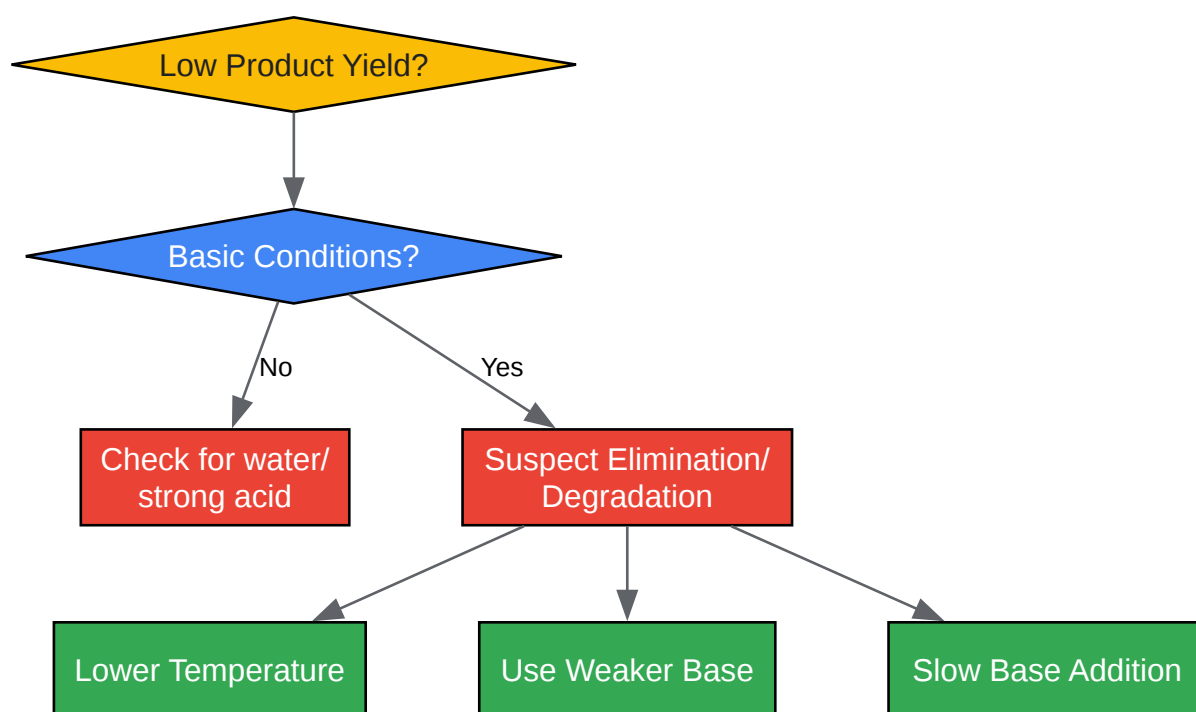 Low Product Yield?
Basic Conditions?
No
Yes
Check for water/
strong acid
Suspect Elimination/
Degradation
Lower Temperature
Use Weaker Base
Slow Base Addition